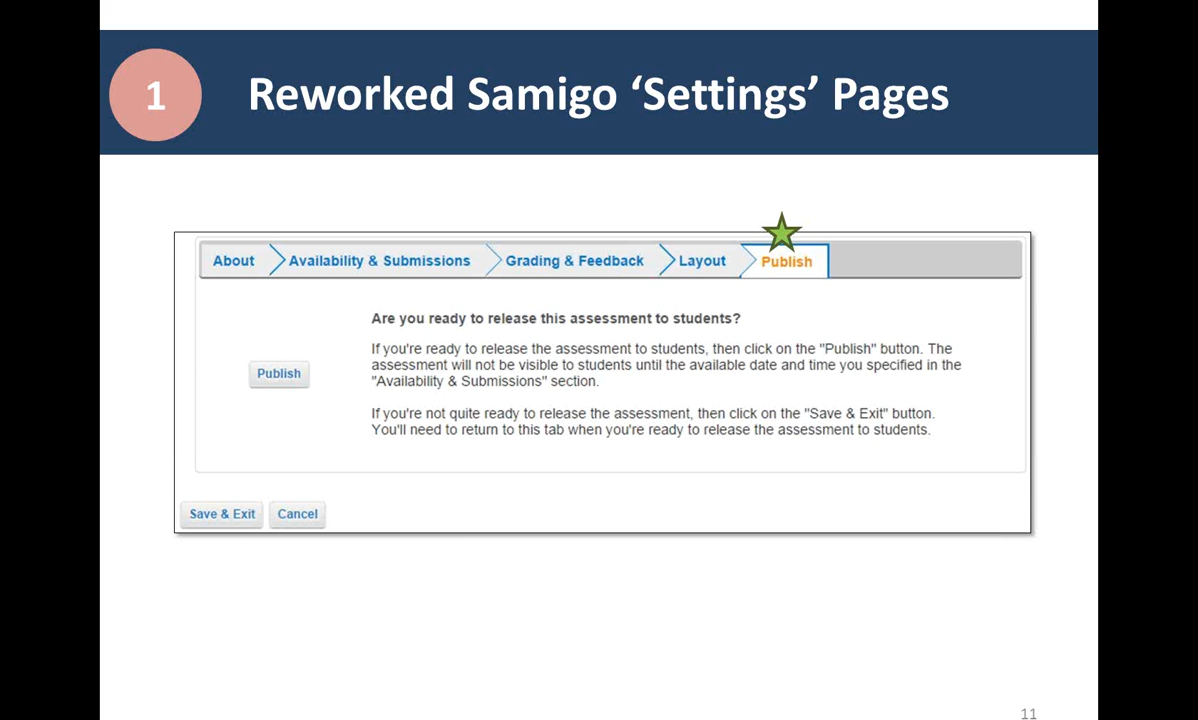 1
Reworked Samigo ‘Settings’ Pages
About
Availability & Submissions
Grading & Feedback
Layout
Publish
Are you ready to release this assessment to students?
If you're ready to release the assessment to students, then click on the "Publish" button. The
assessment will not be visible to students until the available date and time you specified in the
"Availability & Submissions" section.
Publish
If you're not quite ready to release the assessment, then click on the "Save & Exit" button.
You'll need to return to this tab when you're ready to release the assessment to students.
Save & Exit
Cancel
11